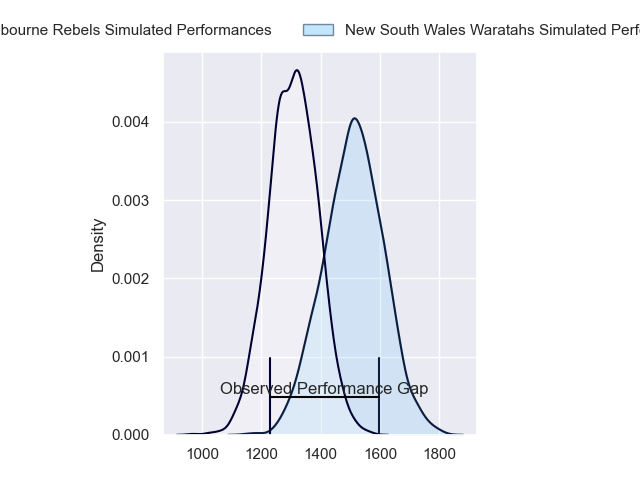 bourne Rebels Simulated Performances
New South Wales Waratahs Simulated Perf
0.004
0.003
0.002
0.001
0.000
Density
Observed Performance Gap
1000 1200 1400 1600 1800